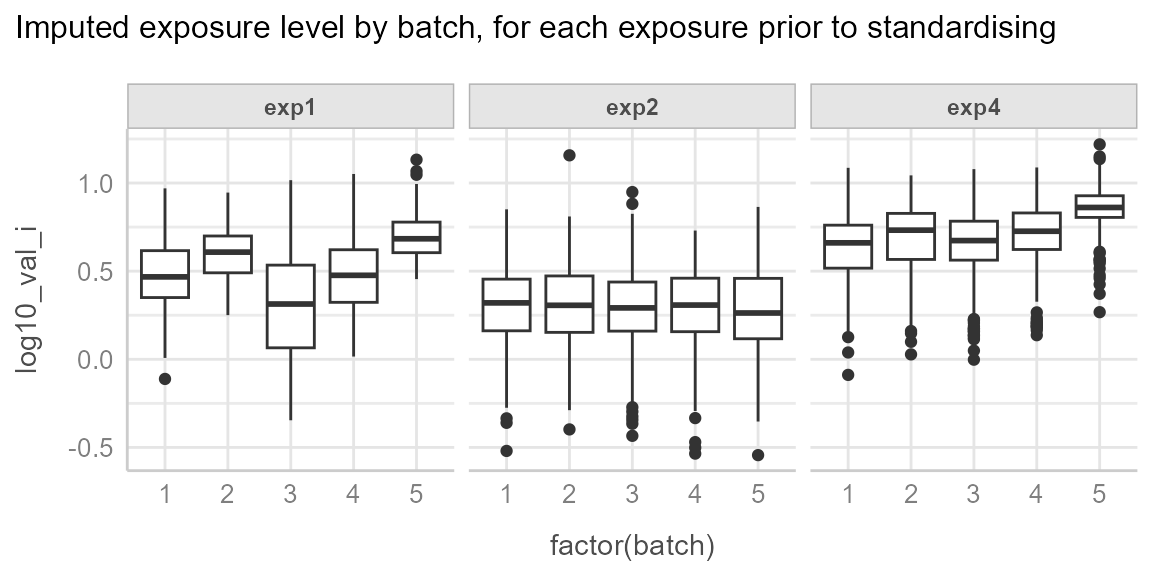 Imputed exposure level by batch, for each exposure prior to standardising
exp1 exp2 exp4
log10_val_i
1.0
0.5
0.0
-0.5
1 2 3 4 5 1 2 3 4 5 1 2 3 4 5
factor(batch)